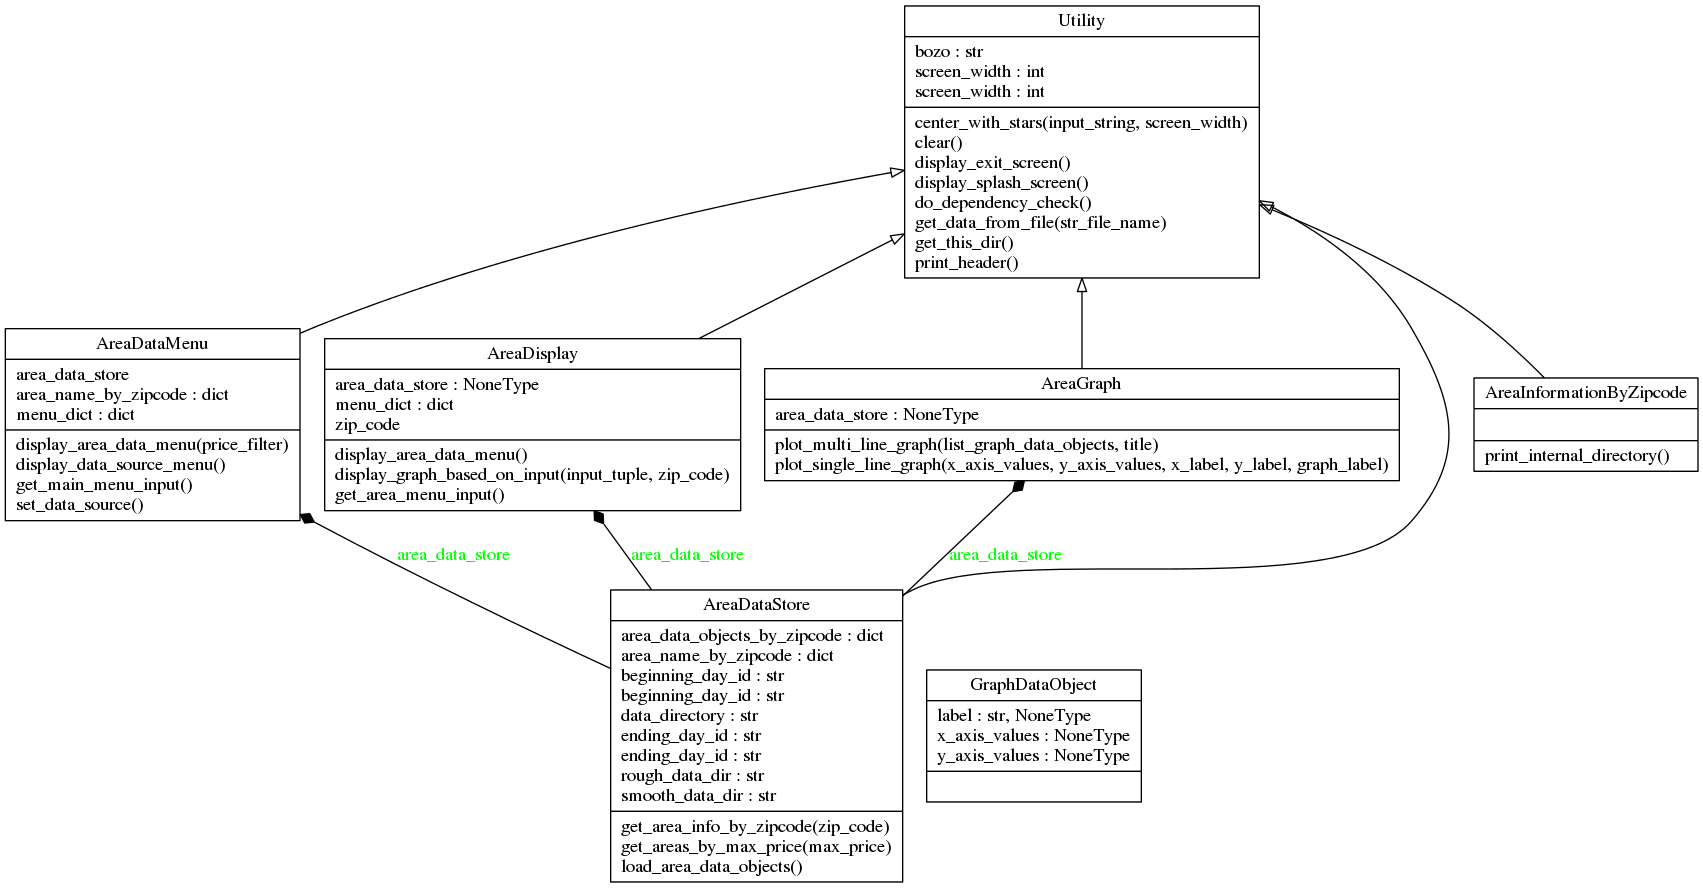 Utility
bozo : str
screen_width : int
screen_width : int
center_with_stars(input_string, screen_width)
clear()
display_exit_screen()
display_splash_screen()
do_dependency_check()
get_data_from_file(str_file_name)
get_this_dir()
print_header()
AreaDataMenu
area_data_store
area_name_by_zipcode : dict
menu_dict : dict
display_area_data_menu(price_filter)
display_data_source_menu()
get_main_menu_input()
set_data_source()
AreaDisplay
area_data_store : NoneType
menu_dict : dict
zip_code
display_area_data_menu()
display_graph_based_on_input(input_tuple, zip_code)
get_area_menu_input()
AreaGraph
area_data_store : NoneType
plot_multi_line_graph(list_graph_data_objects, title)
plot_single_line_graph(x_axis_values, y_axis_values, x_label, y_label, graph_label)
AreaInformationByZipcode
print_internal_directory()
area_data_store
area_data_store
area_data_store
AreaDataStore
area_data_objects_by_zipcode : dict
area_name_by_zipcode : dict
beginning_day_id : str
beginning_day_id : str
data_directory : str
ending_day_id : str
ending_day_id : str
rough_data_dir : str
smooth_data_dir : str
get_area_info_by_zipcode(zip_code)
get_areas_by_max_price(max_price)
load_area_data_objects()
GraphDataObject
label : str, NoneType
x_axis_values : NoneType
y_axis_values : NoneType